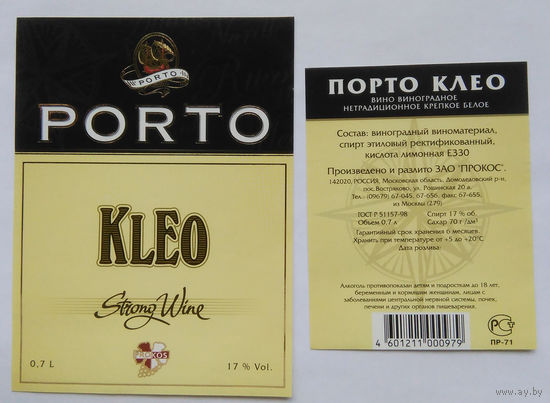 PORTO
PORTO
KLEO
Strong Wine
PROKOS
0,7 L
17 % Vol.
ПОРТО КЛЕО
ВИНО ВИНОГРАДНОЕ
НЕТРАДИЦИОННОЕ КРЕПКОЕ БЕЛОЕ
Состав: виноградный виноматериал,
спирт этиловый ректификованный,
кислота лимонная Е330
Произведено и разлито ЗАО "ПРОКОС".
142020, РОССИЯ, Московская область, Домодедовский р-н,
пос. Востряково, ул. Рощинская 20 а.
Тел.: (09679) 67-045, 67-656, факс. 67-655,
из Москвы (279)
ГОСТ Р 51157-98 Спирт 17 % об.
Объем 0,7 л Сахар 70 г/дм³
Гарантийный срок хранения 6 месяцев.
Хранить при температуре от +5 до +20°С
Дата розлива:
Алкоголь противопоказан детям и подросткам до 18 лет,
беременным и кормящим женщинам, лицам с
заболеваниями центральной нервной системы, почек,
печени и других органов пищеварения.
4 601211 000979
РСТ
ПР-71
www.ay.by